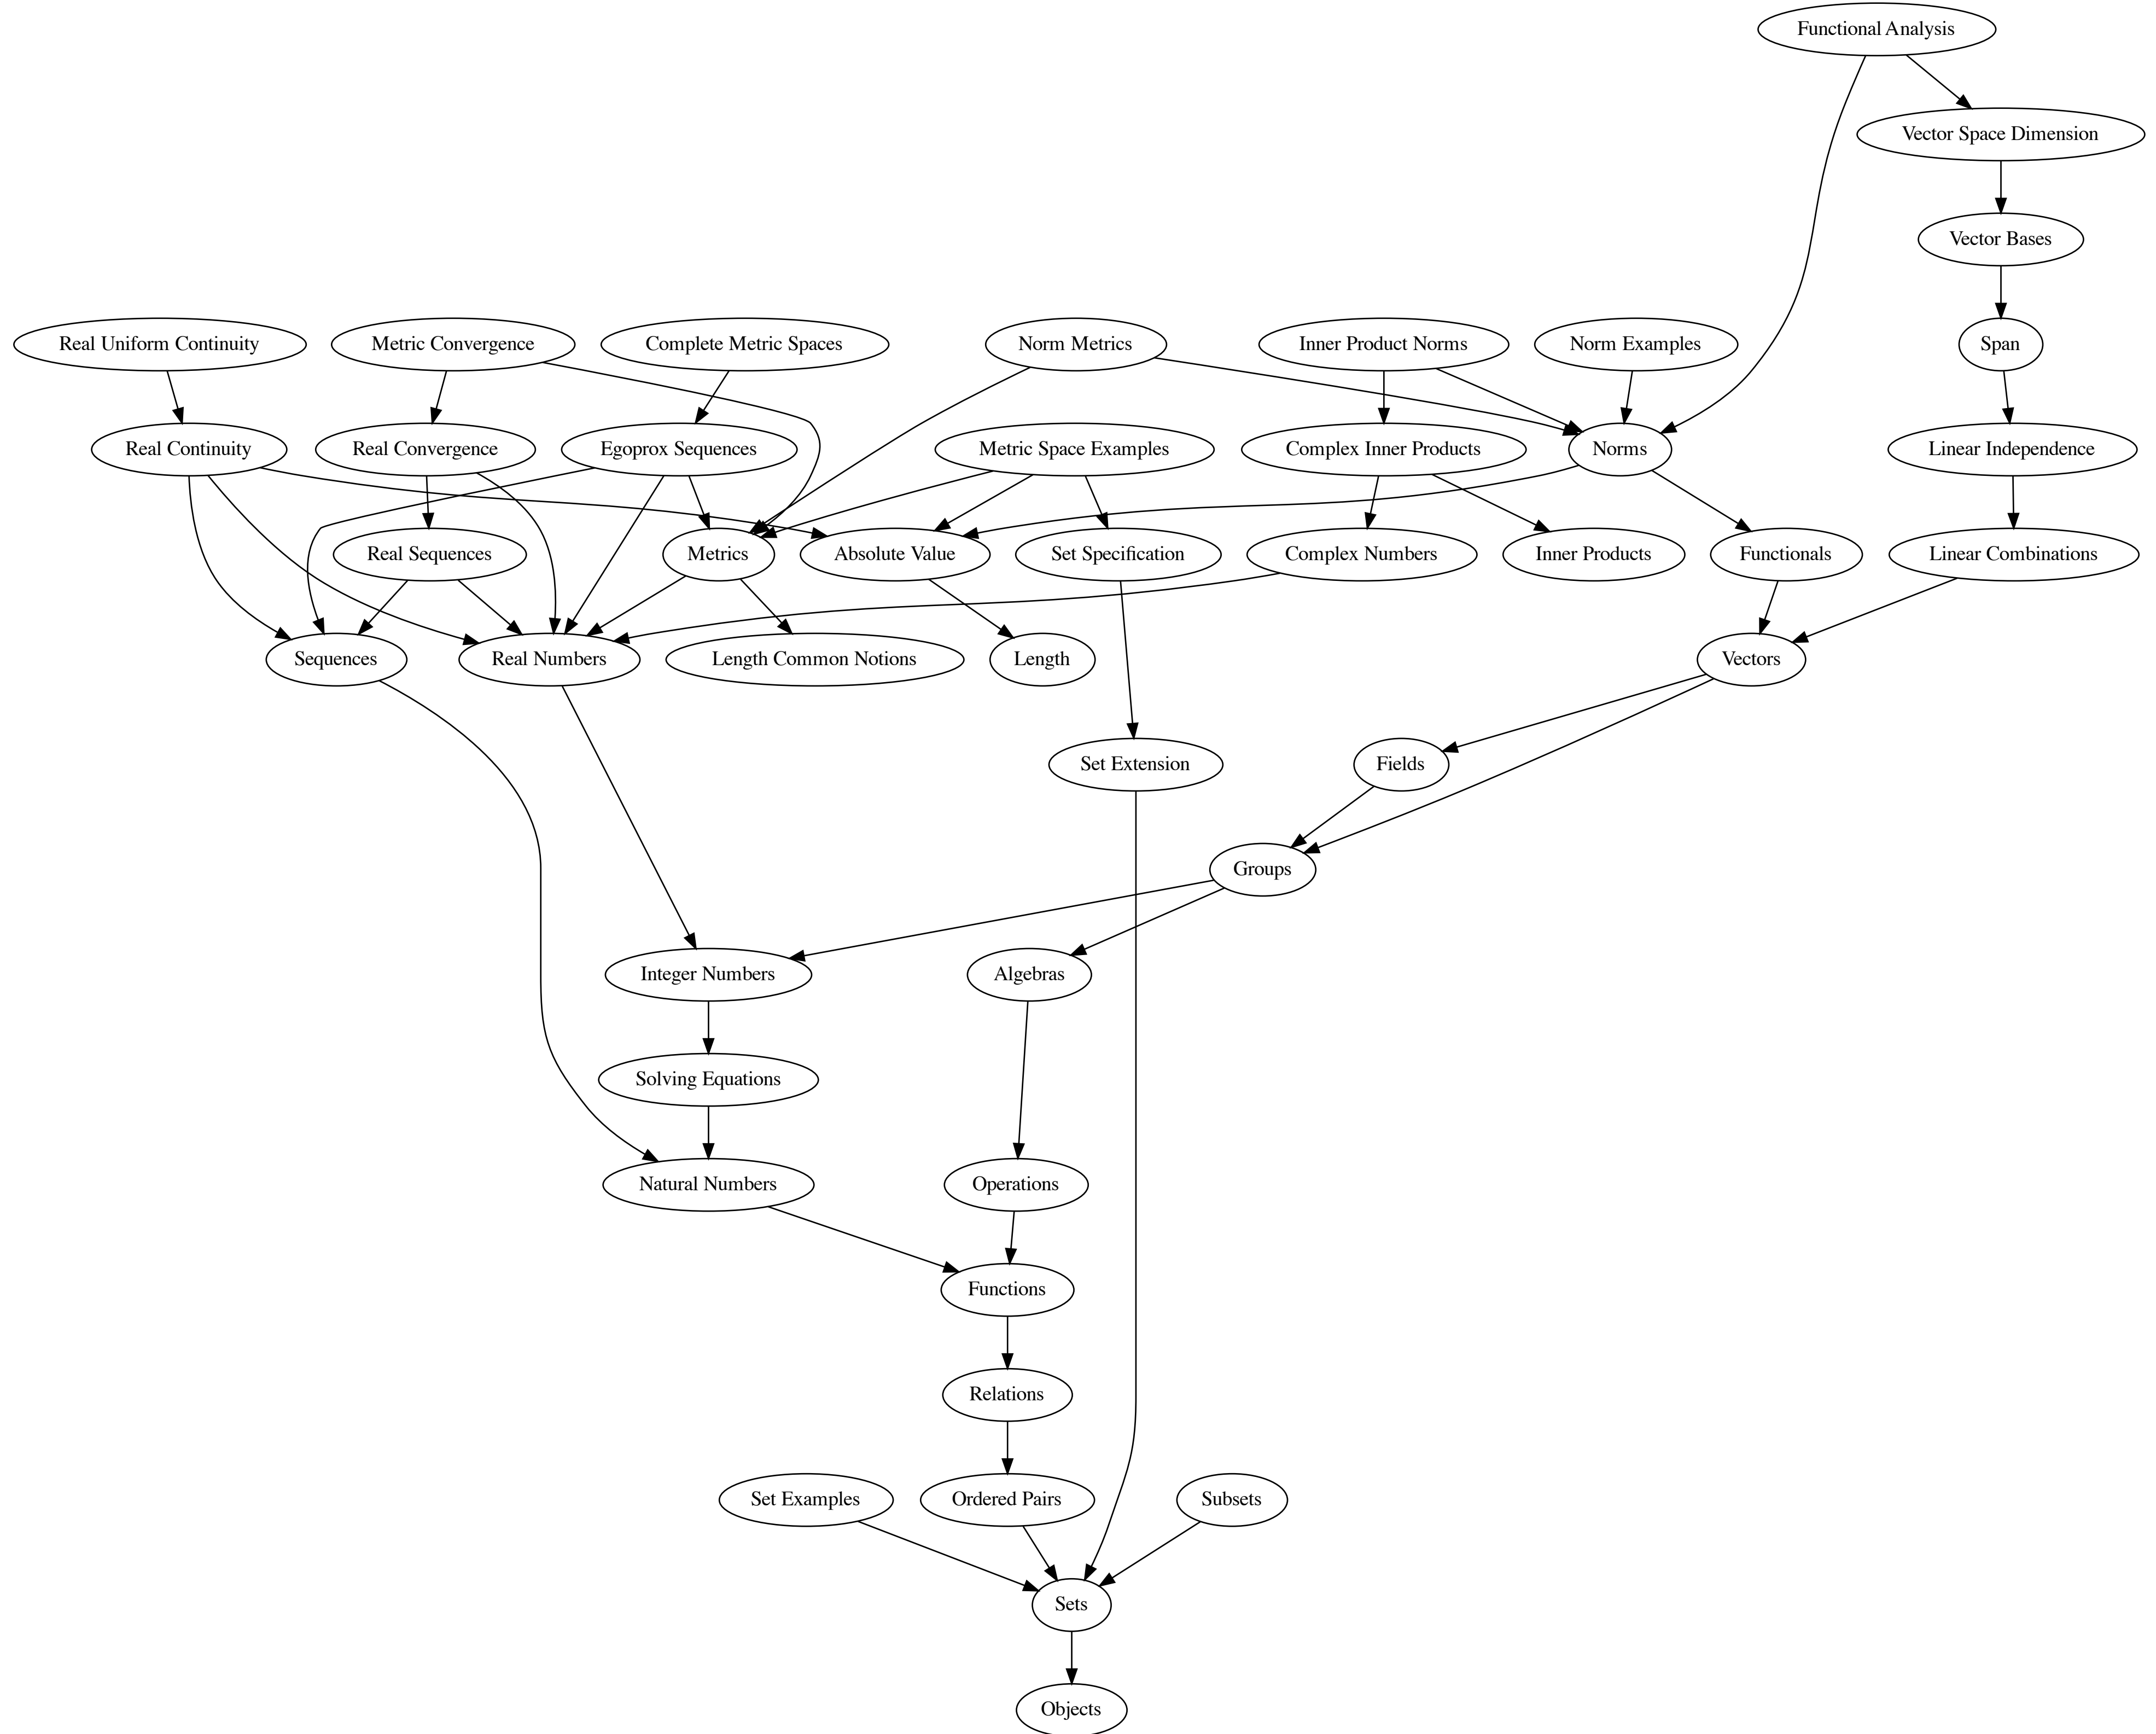 Functional Analysis
Vector Space Dimension
Vector Bases
Real Uniform Continuity
Metric Convergence
Complete Metric Spaces
Norm Metrics
Inner Product Norms
Norm Examples
Span
Real Continuity
Real Convergence
Egoprox Sequences
Metric Space Examples
Complex Inner Products
Norms
Linear Independence
Real Sequences
Metrics
Absolute Value
Set Specification
Complex Numbers
Inner Products
Functionals
Linear Combinations
Sequences
Real Numbers
Length Common Notions
Length
Vectors
Set Extension
Fields
Groups
Integer Numbers
Algebras
Solving Equations
Natural Numbers
Operations
Functions
Relations
Set Examples
Ordered Pairs
Subsets
Sets
Objects